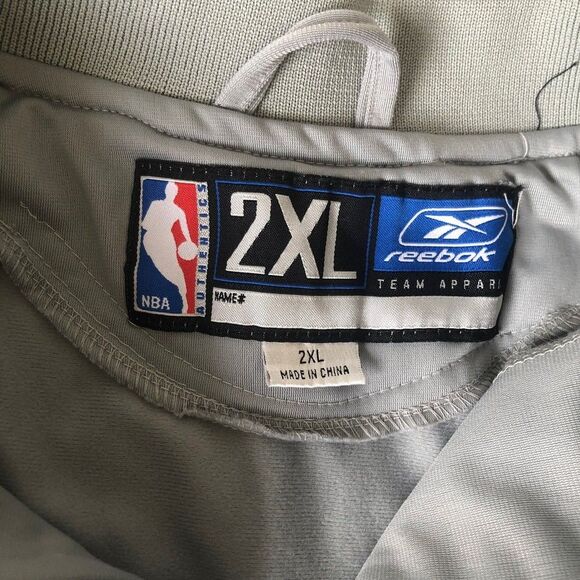 NBA
AUTHENTICS
2XL
NAME#
Reebok
TEAM APPAR
2XL
MADE IN CHINA